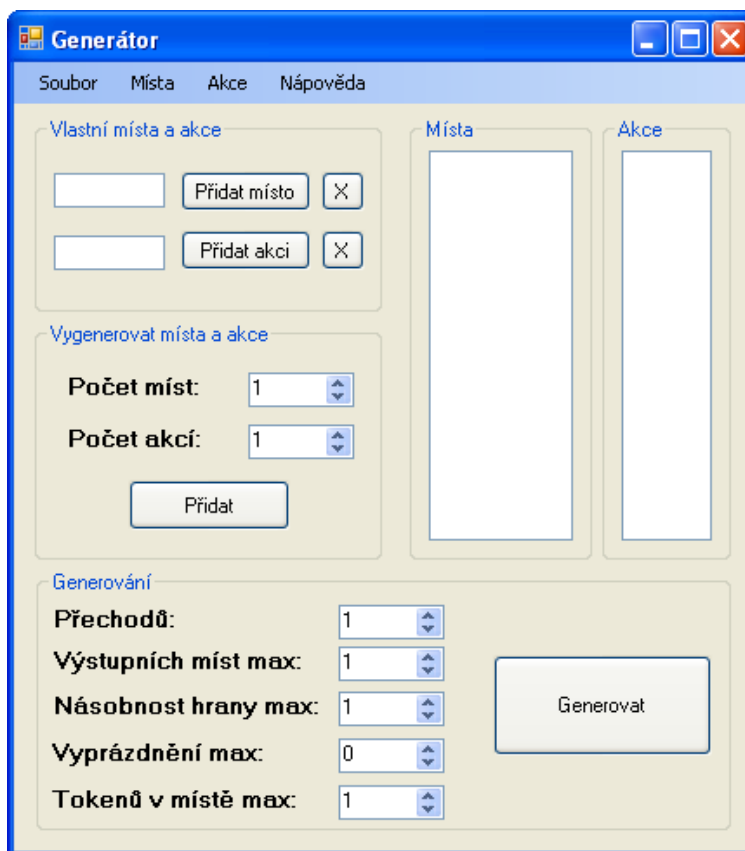 Generátor
Soubor Místa Akce Nápověda
Vlastní místa a akce
Přidat místo X
Přidat akci X
Místa
Akce
Vygenerovat místa a akce
Počet míst: 1
Počet akcí: 1
Přidat
Generování
Přechodů: 1
Výstupních míst max: 1
Násobnost hrany max: 1
Vyprázdnění max: 0
Tokenů v místě max: 1
Generovat